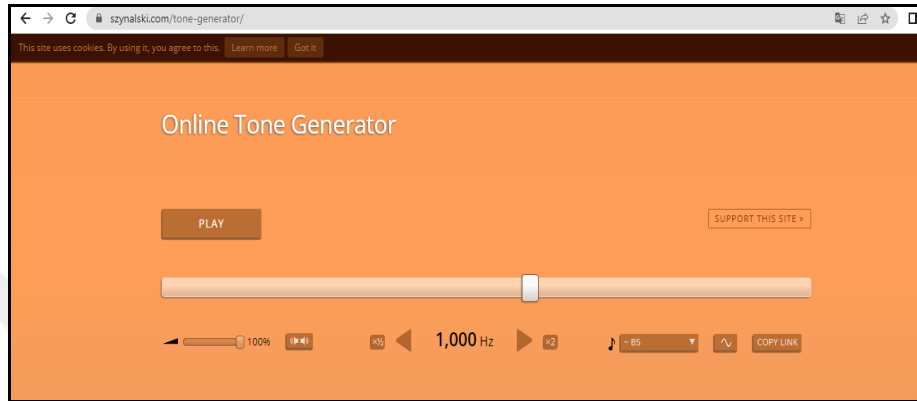 szynalski.com/tone-generator/
This site uses cookies. By using it, you agree to this. Learn more Got it
Online Tone Generator
PLAY
SUPPORT THIS SITE »
100% ×½ 1,000 Hz ×2 ~ B5 COPY LINK